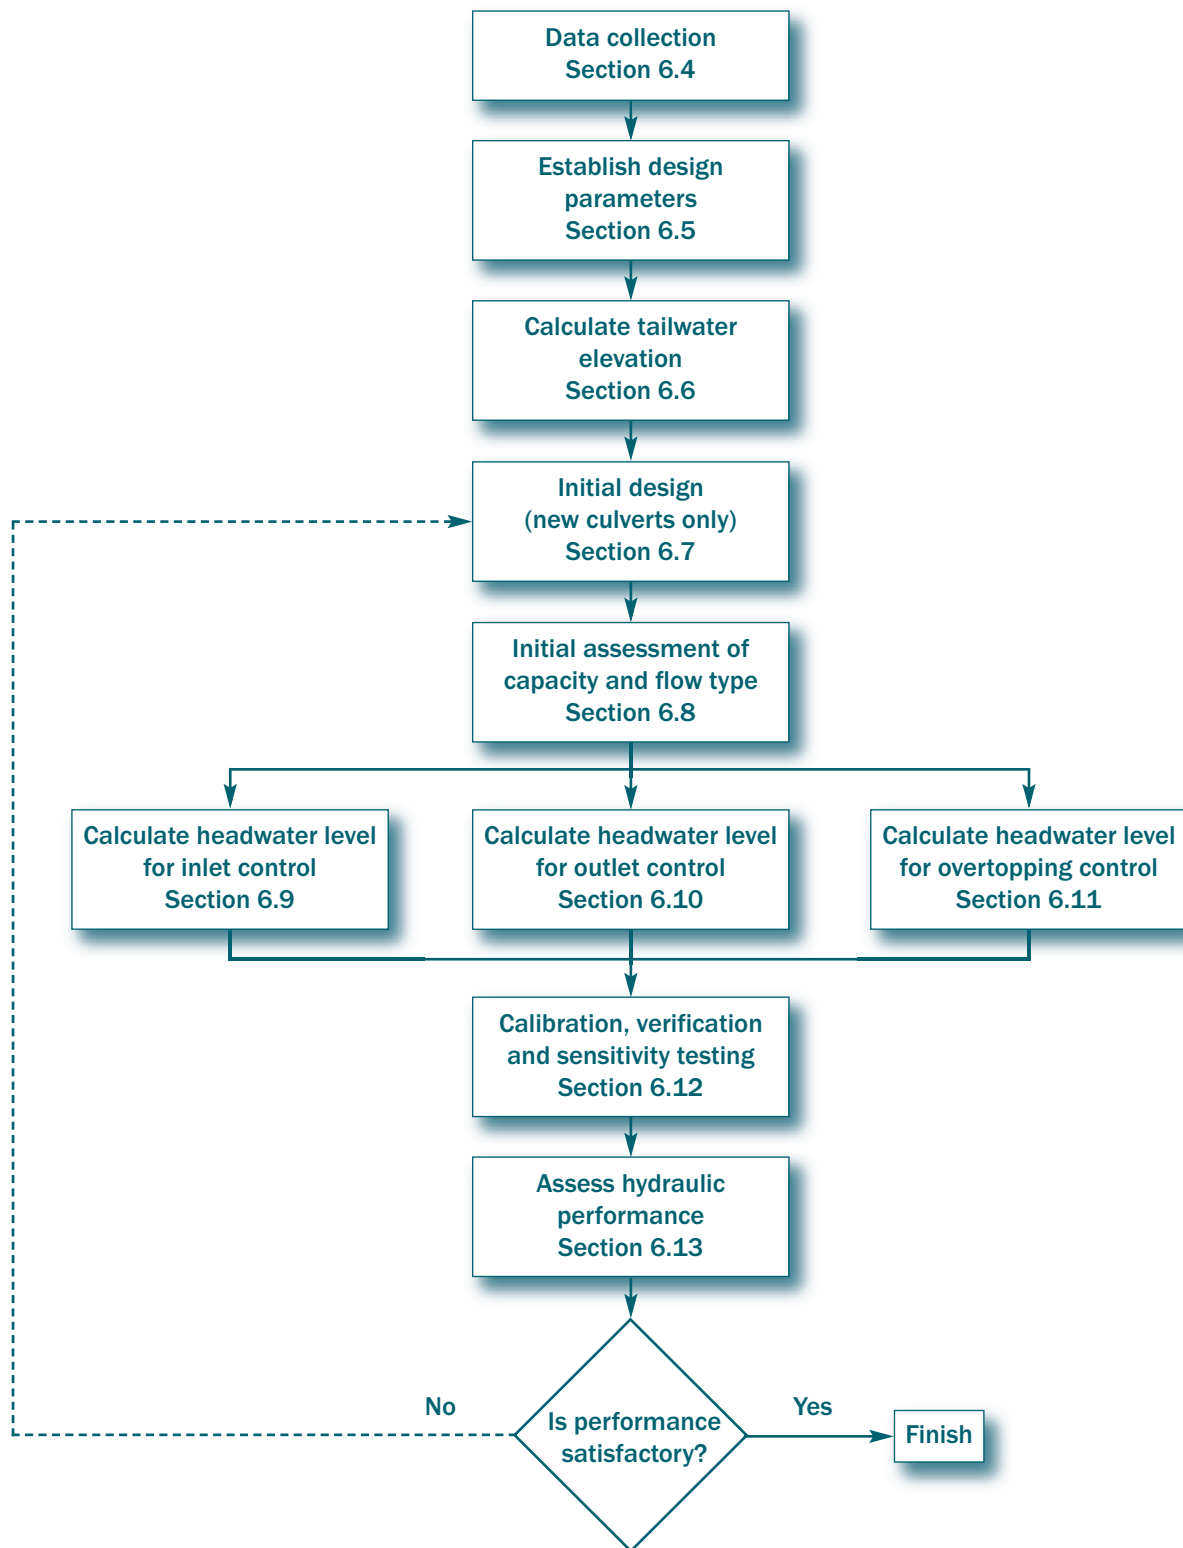 Data collection
Section 6.4
Establish design
parameters
Section 6.5
Calculate tailwater
elevation
Section 6.6
Initial design
(new culverts only)
Section 6.7
Initial assessment of
capacity and flow type
Section 6.8
Calculate headwater level
for inlet control
Section 6.9
Calculate headwater level
for outlet control
Section 6.10
Calculate headwater level
for overtopping control
Section 6.11
Calibration, verification
and sensitivity testing
Section 6.12
Assess hydraulic
performance
Section 6.13
No
Is performance
satisfactory?
Yes
Finish